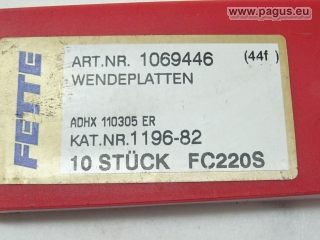 www.pagus.eu
FETTE
ART.NR. 1069446 (44f)
WENDEPLATTEN
ADHX 110305 ER
KAT.NR.1196-82
10 STÜCK FC220S